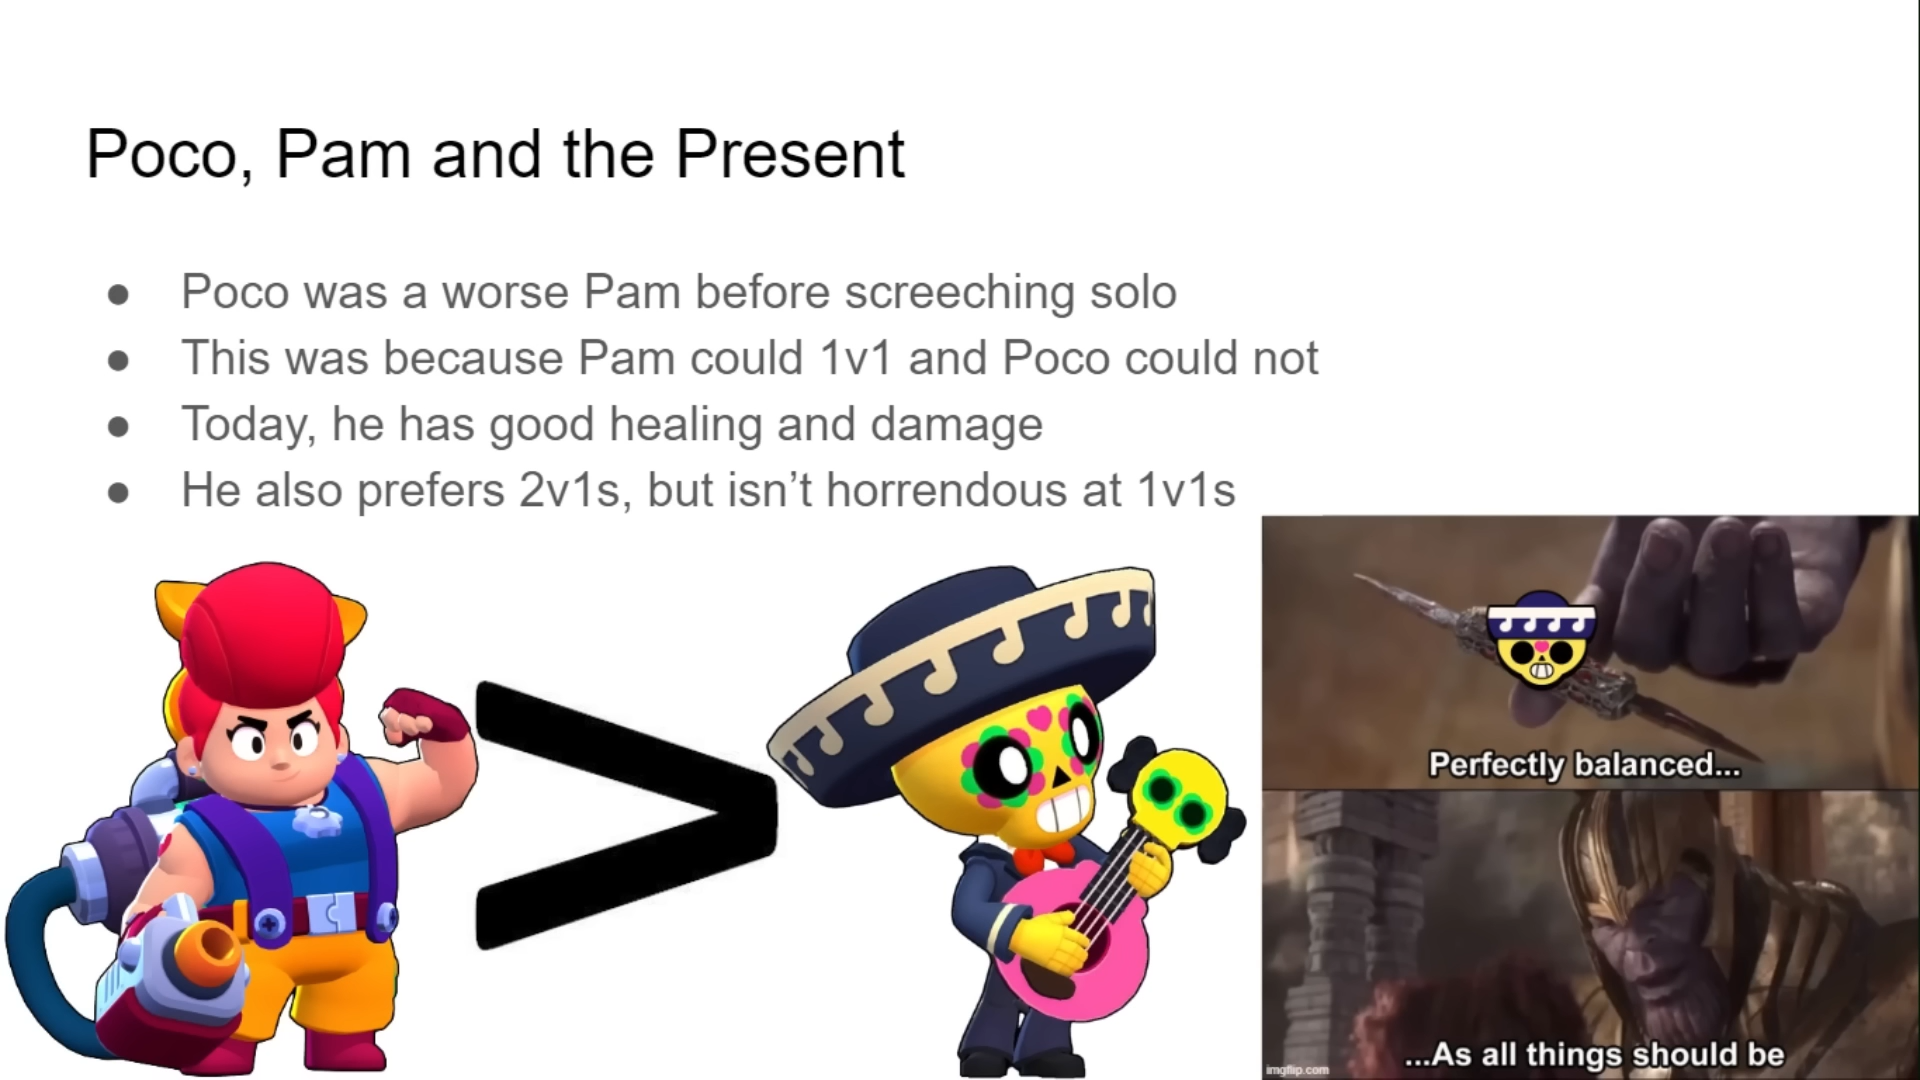 Poco, Pam and the Present
● Poco was a worse Pam before screeching solo
● This was because Pam could 1v1 and Poco could not
● Today, he has good healing and damage
● He also prefers 2v1s, but isn’t horrendous at 1v1s
>
Perfectly balanced...
...As all things should be
imgflip.com